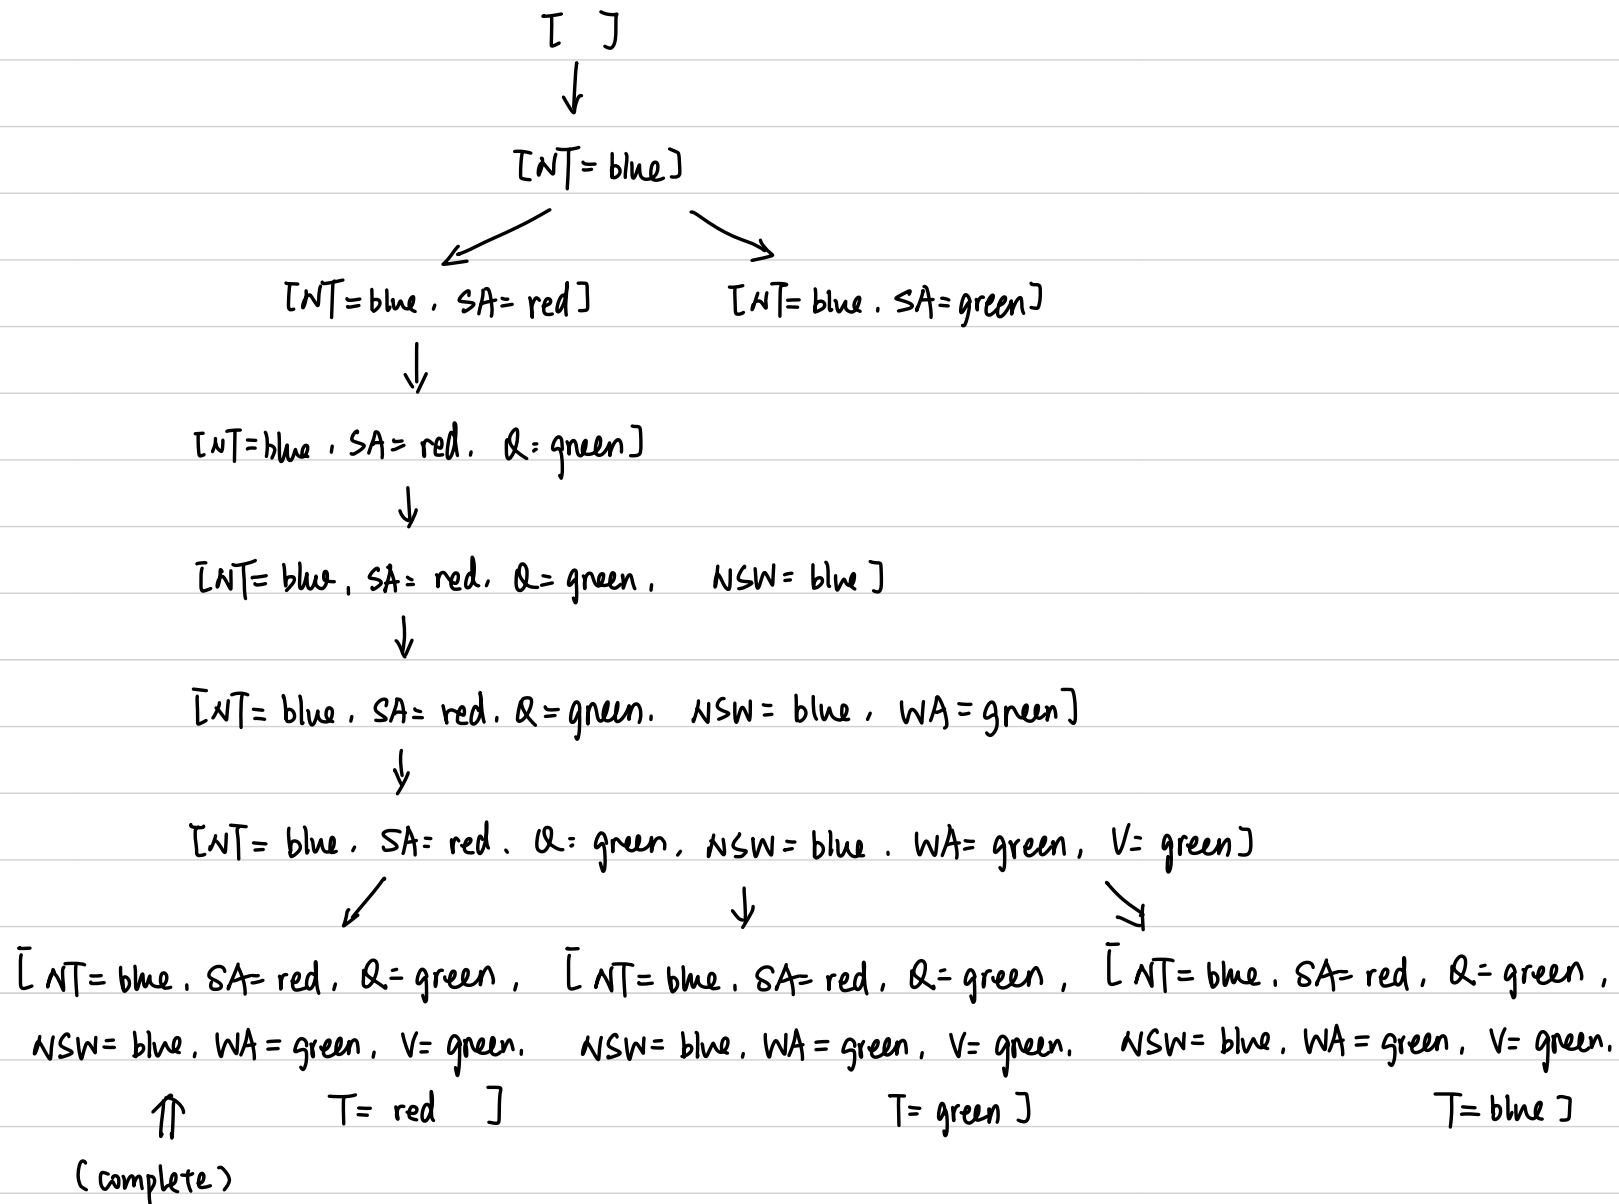 [ ]
[NT=blue]
[NT=blue, SA=red] [NT=blue, SA=green]
[NT=blue, SA=red, Q=green]
[NT=blue, SA=red, Q=green, NSW=blue]
[NT=blue, SA=red, Q=green, NSW=blue, WA=green]
[NT=blue, SA=red, Q=green, NSW=blue, WA=green, V=green]
[NT=blue, SA=red, Q=green, [NT=blue, SA=red, Q=green, [NT=blue, SA=red, Q=green,
NSW=blue, WA=green, V=green, NSW=blue, WA=green, V=green, NSW=blue, WA=green, V=green,
T=red ] T=green] T=blue]
(complete)